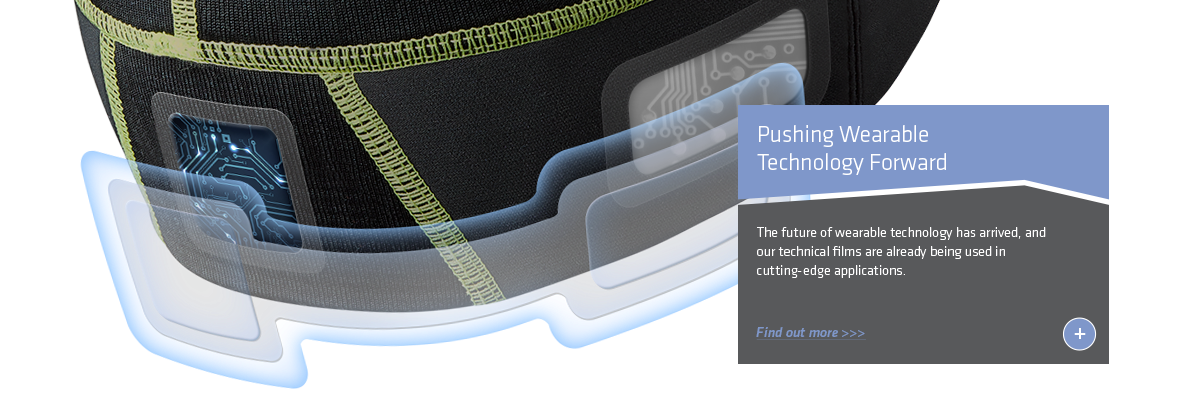 Pushing Wearable
Technology Forward
The future of wearable technology has arrived, and
our technical films are already being used in
cutting-edge applications.
Find out more >>>
+